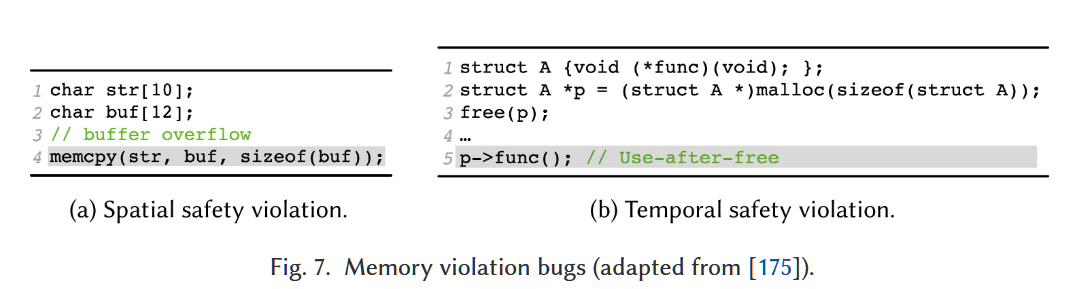 1 char str[10];
2 char buf[12];
3 // buffer overflow
4 memcpy(str, buf, sizeof(buf));
(a) Spatial safety violation.
1 struct A {void (*func)(void); };
2 struct A *p = (struct A *)malloc(sizeof(struct A));
3 free(p);
4 …
5 p->func(); // Use-after-free
(b) Temporal safety violation.
Fig. 7. Memory violation bugs (adapted from [175]).